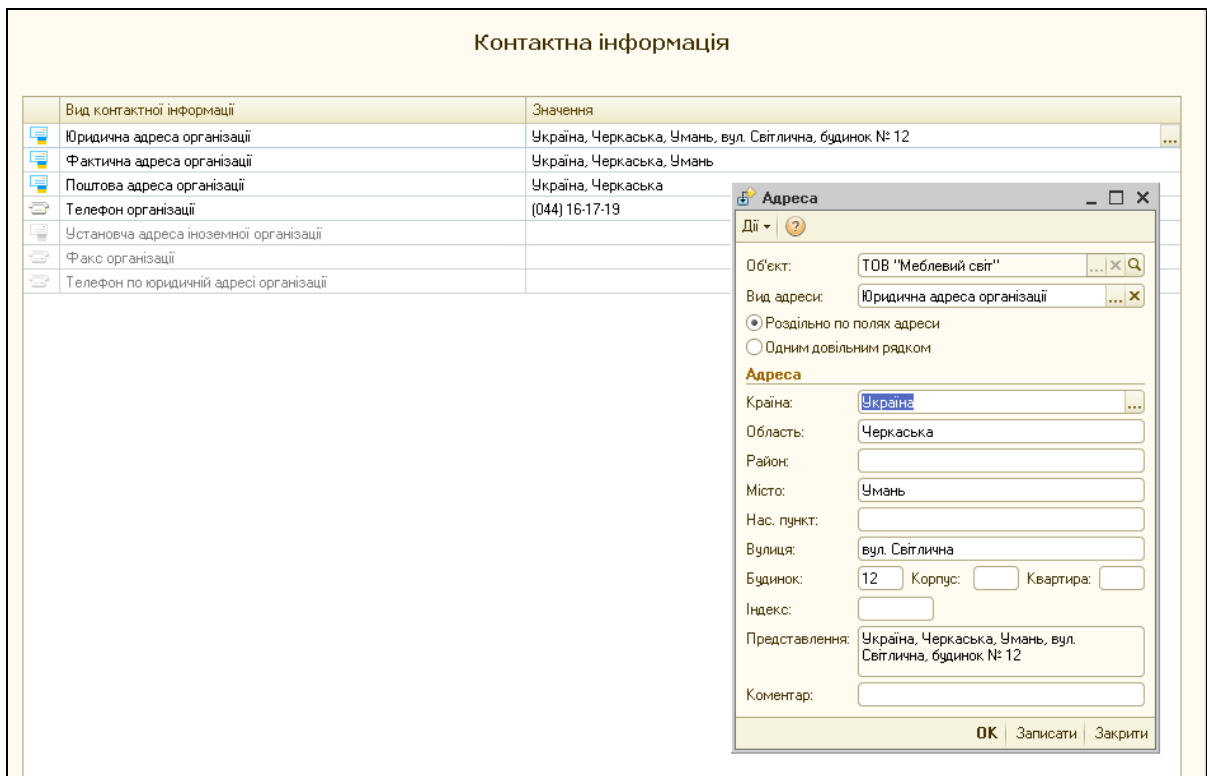 Контактна інформація
Вид контактної інформації Значення
Юридична адреса організації Україна, Черкаська, Умань, вул. Світлична, будинок № 12 ...
Фактична адреса організації Україна, Черкаська, Умань
Поштова адреса організації Україна, Черкаська
Телефон організації (044) 16-17-19
Установча адреса іноземної організації
Факс організації
Телефон по юридичній адресі організації
Адреса
Дії ?
Об'єкт: ТОВ "Меблевий світ" ...
Вид адреси: Юридична адреса організації ...
Роздільно по полях адреси
Одним довільним рядком
Адреса
Країна: Україна ...
Область: Черкаська
Район:
Місто: Умань
Нас. пункт:
Вулиця: вул. Світлична
Будинок: 12 Корпус: Квартира:
Індекс:
Представлення: Україна, Черкаська, Умань, вул.
Світлична, будинок № 12
Коментар:
OK Записати Закрити